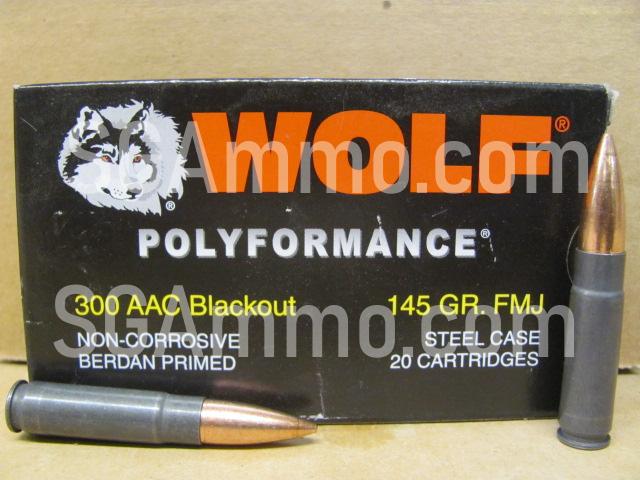 WOLF®
®
POLYFORMANCE®
300 AAC Blackout 145 GR. FMJ
NON-CORROSIVE STEEL CASE
BERDAN PRIMED 20 CARTRIDGES
SGAmmo.com
SGAmmo.com